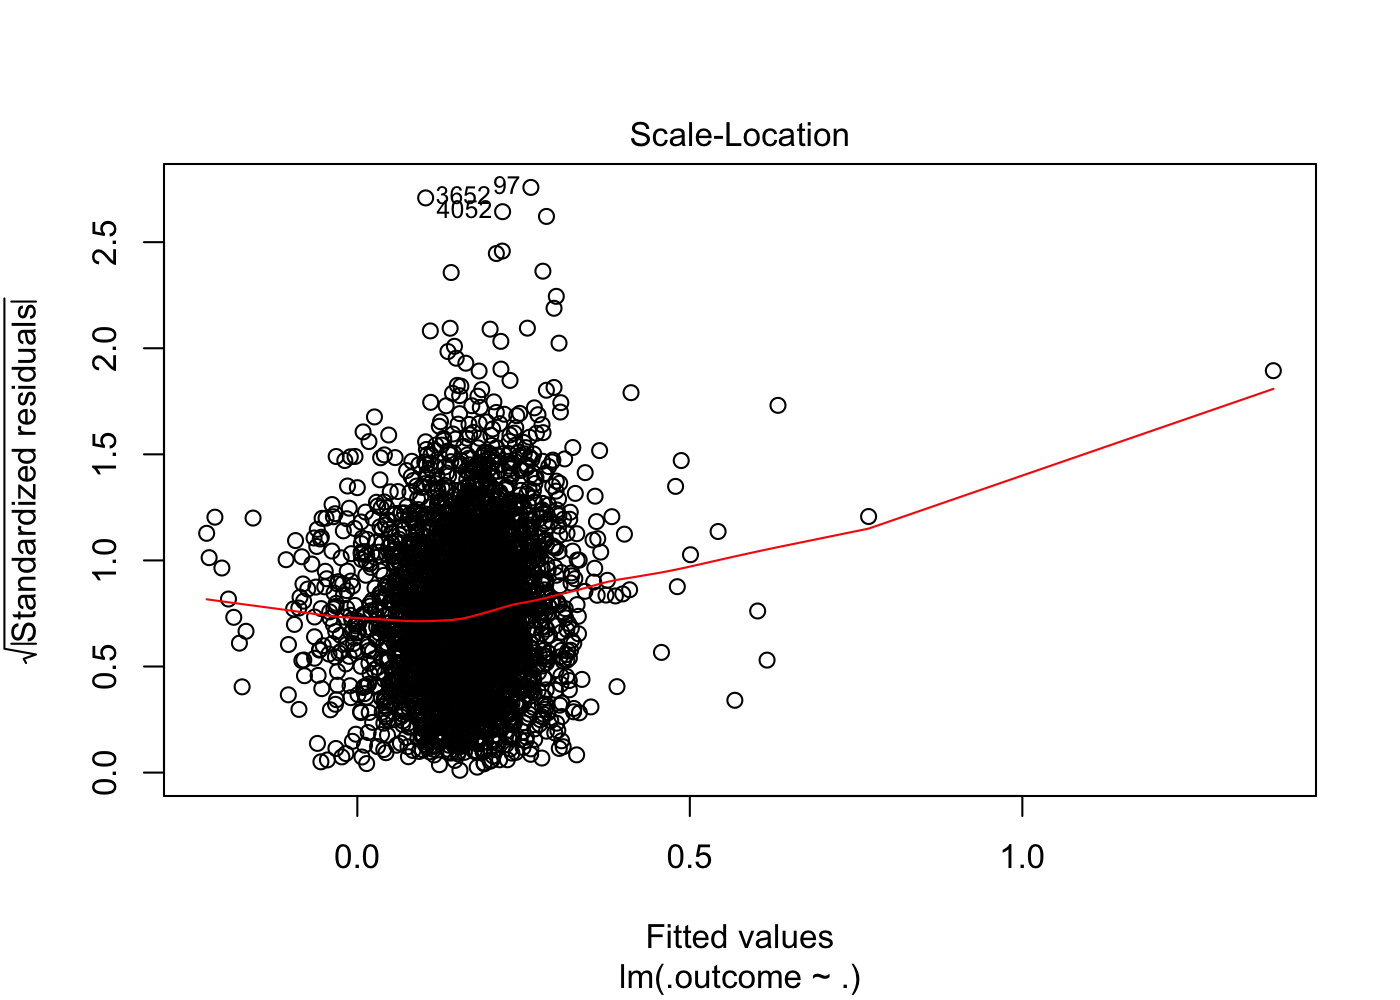 Scale-Location
√|Standardized residuals|
2.5
2.0
1.5
1.0
0.5
0.0
97
3652
4052
0.0 0.5 1.0
Fitted values
lm(.outcome ~ .)